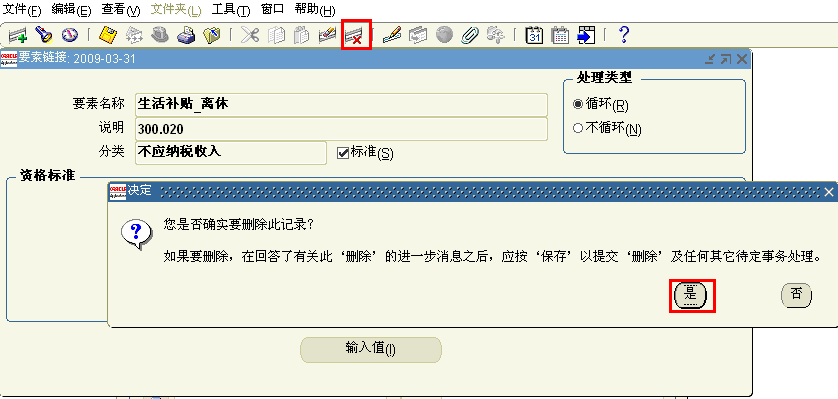 文件(F) 编辑(E) 查看(V) 文件夹(L) 工具(T) 窗口 帮助(H)
31
?
ORACLE
要素链接: 2009-03-31
处理类型
要素名称 生活补贴_离休
循环(R)
说明 300.020
不循环(N)
分类 不应纳税收入
标准(S)
资格标准
ORACLE
决定
?
您是否确实要删除此记录？
如果要删除，在回答了有关此‘删除’的进一步消息之后，应按‘保存’以提交‘删除’及任何其它待定事务处理。
是 否
输入值(I)